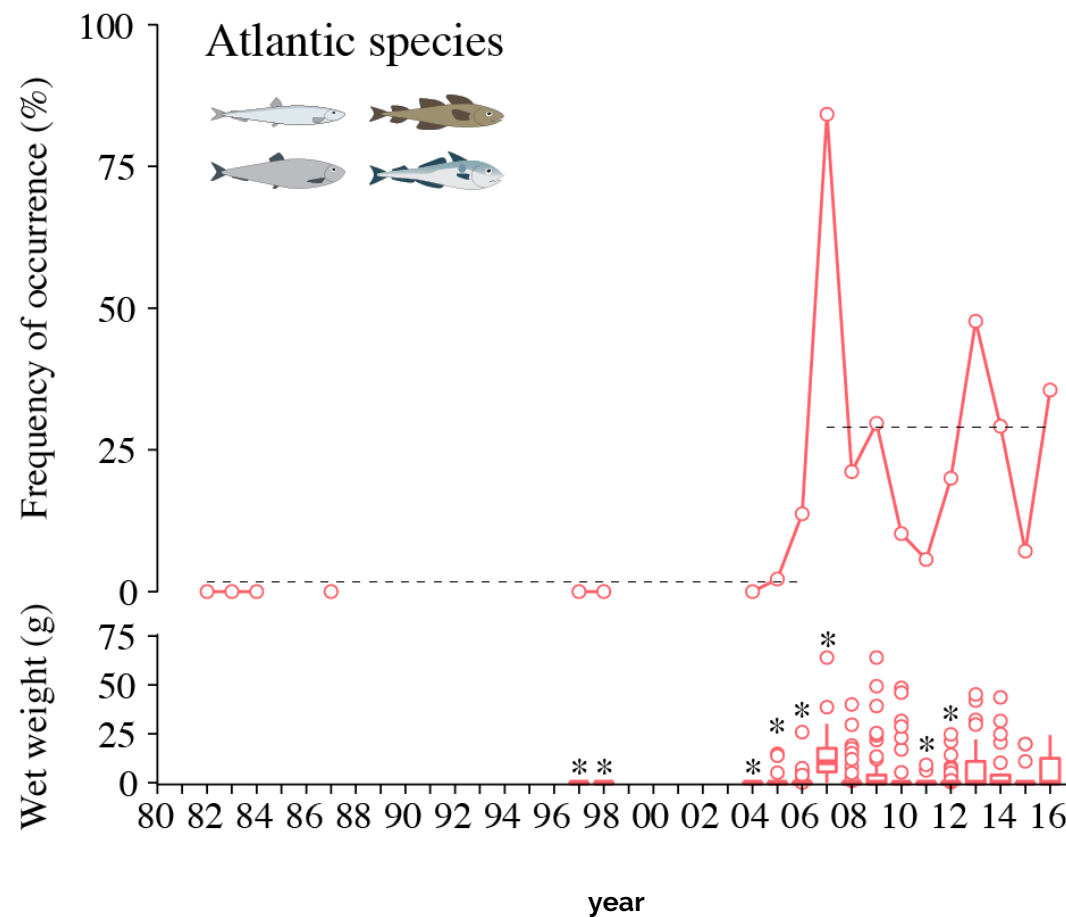 Atlantic species
Frequency of occurrence (%)
100
75
50
25
0
Wet weight (g)
75
50
25
0
* * * * * * * *
80 82 84 86 88 90 92 94 96 98 00 02 04 06 08 10 12 14 16
year